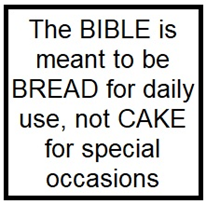 The BIBLE is
meant to be
BREAD for daily
use, not CAKE
for special
occasions